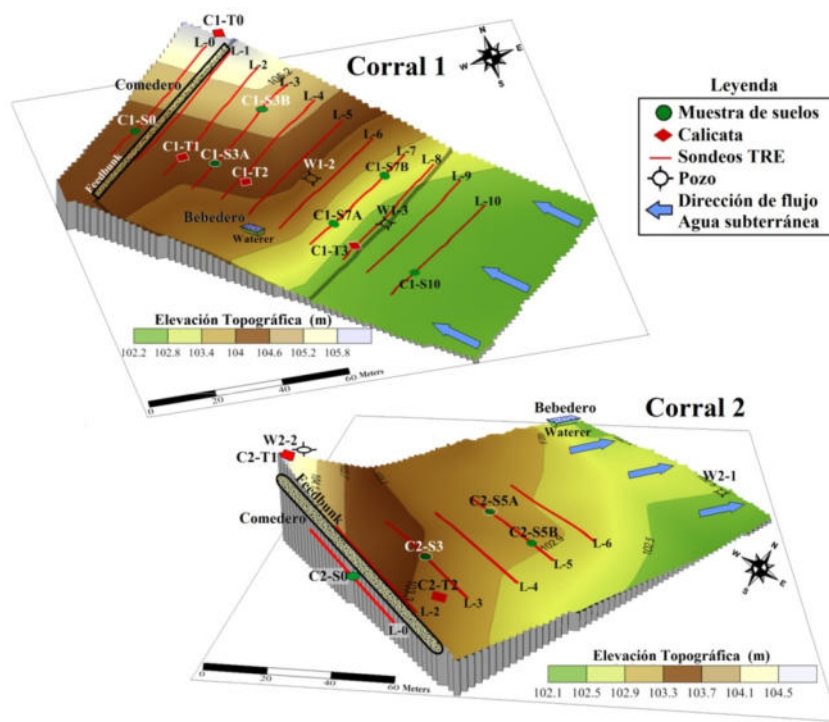 C1-T0
L-0
L-1
L-2
L-3
L-4
L-5
L-6
L-7
L-8
L-9
L-10
Comedero
Feedbunk
C1-S0
C1-S3B
C1-T1
C1-S3A
C1-T2
W1-2
C1-S7B
C1-S7A
W1-3
C1-T3
C1-S10
Bebedero
Waterer
Corral 1
N
E
S
W
Leyenda
Muestra de suelos
Calicata
Sondeos TRE
Pozo
Dirección de flujo
Agua subterránea
Elevación Topográfica (m)
102.2 102.8 103.4 104 104.6 105.2 105.8
0 20 40 60 Meters
Corral 2
Bebedero
Waterer
W2-2
C2-T1
W2-1
Feedbunk
Comedero
C2-S5A
C2-S5B
C2-S3
C2-S0
C2-T2
L-0
L-2
L-3
L-4
L-5
L-6
102.5
N
E
S
W
Elevación Topográfica (m)
102.1 102.5 102.9 103.3 103.7 104.1 104.5
0 20 40 60 Meters